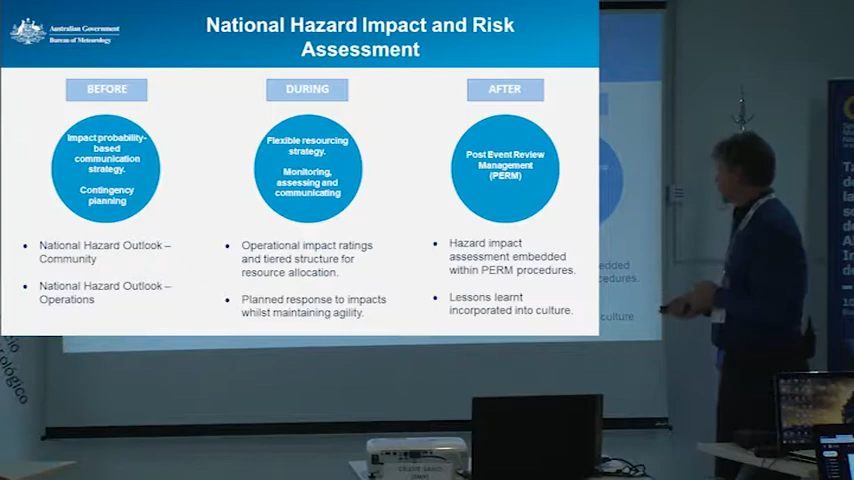 Australian Government
Bureau of Meteorology
National Hazard Impact and Risk
Assessment
BEFORE
DURING
AFTER
Impact probability-
based
communication
strategy.
Contingency
planning
Flexible resourcing
strategy.
Monitoring,
assessing and
communicating
Post Event Review
Management
(PERM)
• National Hazard Outlook –
Community
• National Hazard Outlook –
Operations
• Operational impact ratings
and tiered structure for
resource allocation.
• Planned response to impacts
whilst maintaining agility.
• Hazard impact
assessment embedded
within PERM procedures.
• Lessons learnt
incorporated into culture.
culture